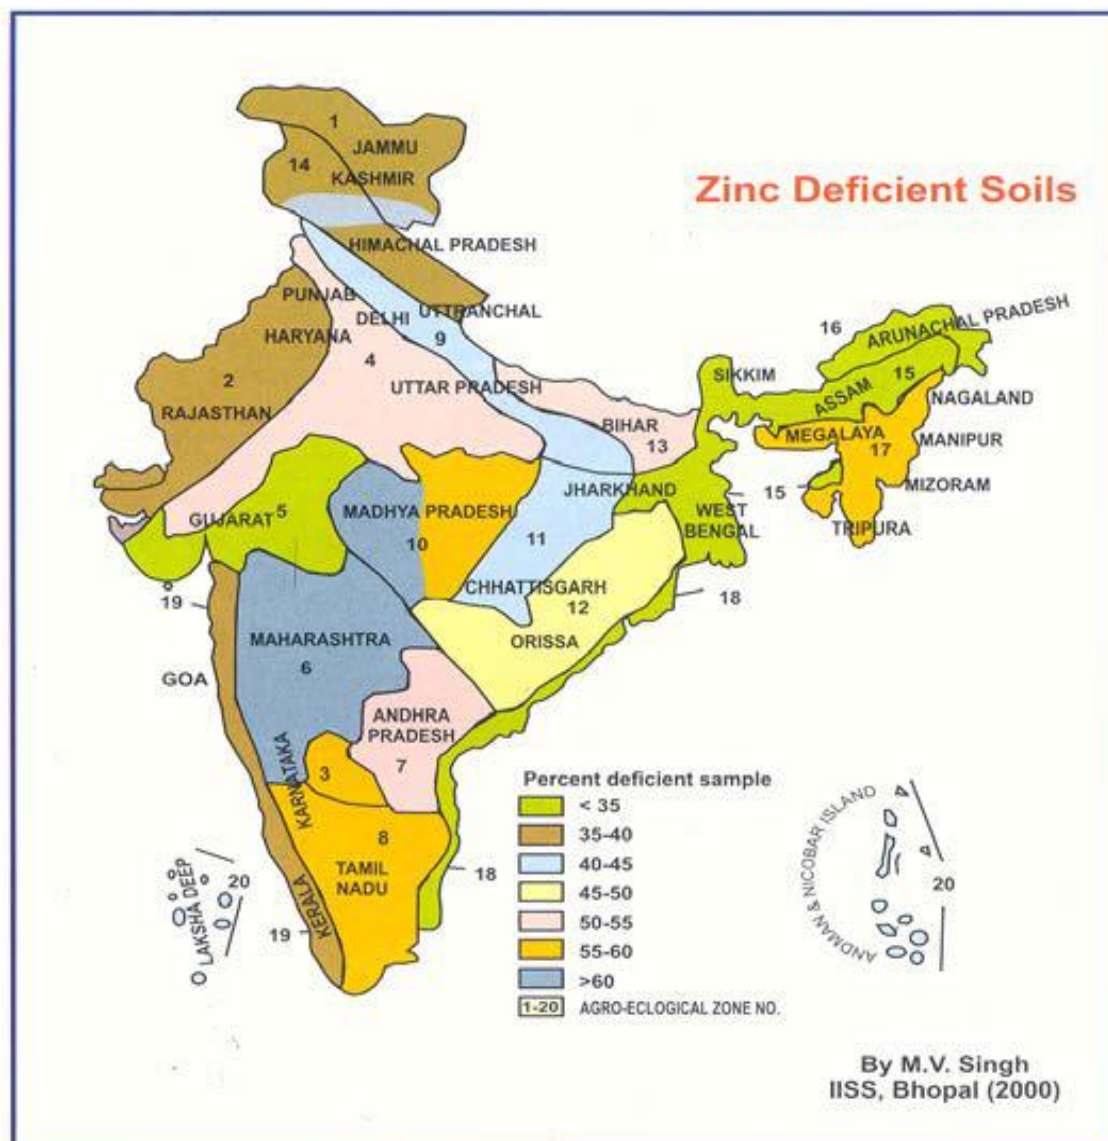 Zinc Deficient Soils
1
JAMMU
14
KASHMIR
HIMACHAL PRADESH
PUNJAB
UTTRANCHAL
DELHI
HARYANA
9
4
2
UTTAR PRADESH
RAJASTHAN
16
ARUNACHAL PRADESH
SIKKIM
15
ASSAM
NAGALAND
BIHAR
13
MEGALAYA
17
MANIPUR
MIZORAM
15
TRIPURA
JHARKHAND
WEST
BENGAL
GUJARAT
5
MADHYA PRADESH
10
11
CHHATTISGARH
12
18
19
MAHARASHTRA
6
ORISSA
GOA
ANDHRA
PRADESH
7
KARNATAKA
3
8
TAMIL
NADU
18
KERALA
19
LAKSHA DEEP
20
Percent deficient sample
< 35
35-40
40-45
45-50
50-55
55-60
>60
1-20 AGRO-ECLOGICAL ZONE NO.
ANDMAN & NICOBAR ISLAND
20
By M.V. Singh
IISS, Bhopal (2000)